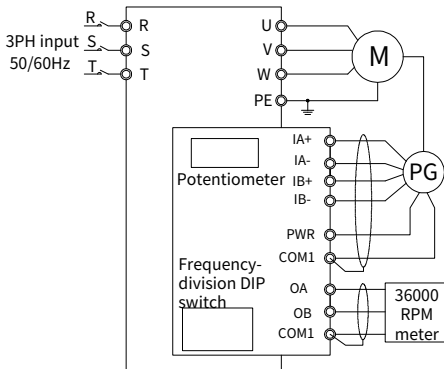 R
R
U
3PH input
S
S
V
M
50/60Hz
T
T
W
PE
IA+
IA-
Potentiometer
IB+
PG
IB-
PWR
COM1
Frequency-
division DIP
switch
OA
36000
OB
RPM
COM1
meter